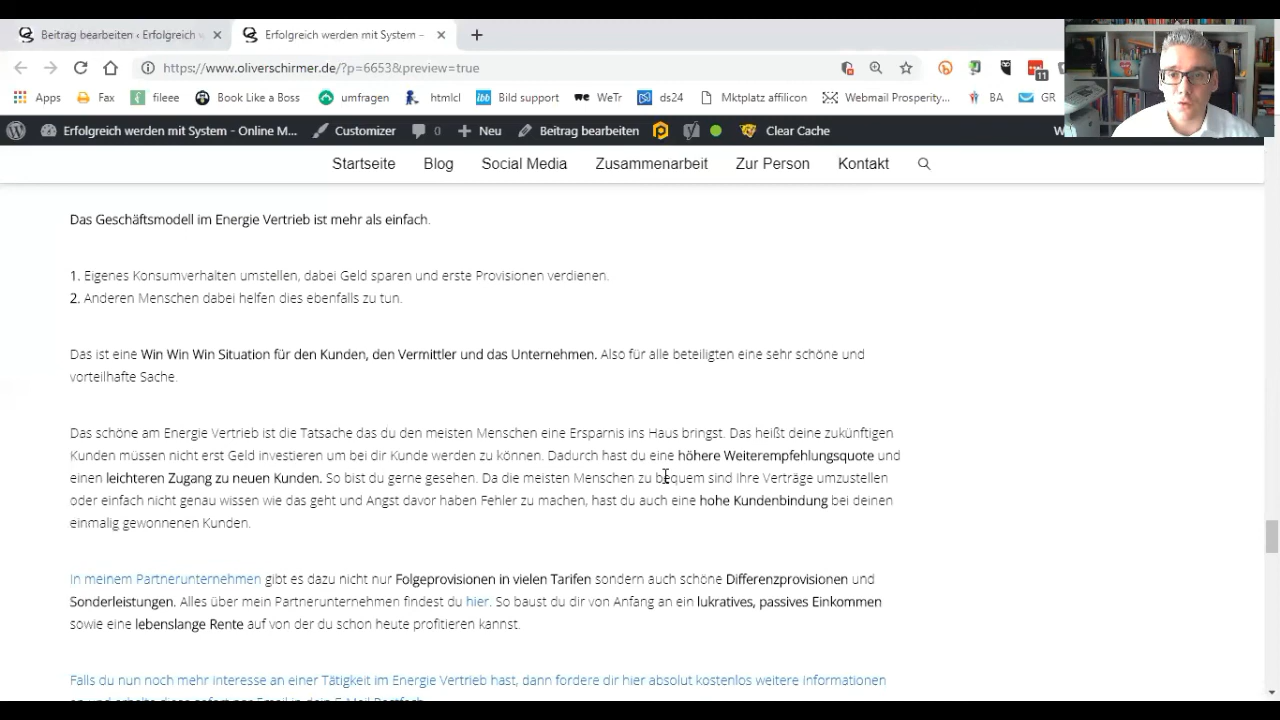 Beitrag bearbeiten ‹ Erfolgreich
Erfolgreich werden mit System –
https://www.oliverschirmer.de/?p=6653&preview=true
11
Apps Fax fileee Book Like a Boss umfragen htmlcl Bild support WeTr ds24 Mktplatz affilicon Webmail Prosperity... BA GR
Erfolgreich werden mit System - Online M... Customizer 0 Neu Beitrag bearbeiten Clear Cache
Startseite Blog Social Media Zusammenarbeit Zur Person Kontakt
Das Geschäftsmodell im Energie Vertrieb ist mehr als einfach.
1. Eigenes Konsumverhalten umstellen, dabei Geld sparen und erste Provisionen verdienen.
2. Anderen Menschen dabei helfen dies ebenfalls zu tun.
Das ist eine Win Win Win Situation für den Kunden, den Vermittler und das Unternehmen. Also für alle beteiligten eine sehr schöne und
vorteilhafte Sache.
Das schöne am Energie Vertrieb ist die Tatsache das du den meisten Menschen eine Ersparnis ins Haus bringst. Das heißt deine zukünftigen
Kunden müssen nicht erst Geld investieren um bei dir Kunde werden zu können. Dadurch hast du eine höhere Weiterempfehlungsquote und
einen leichteren Zugang zu neuen Kunden. So bist du gerne gesehen. Da die meisten Menschen zu bequem sind ihre Verträge umzustellen
oder einfach nicht genau wissen wie das geht und Angst davor haben Fehler zu machen, hast du auch eine hohe Kundenbindung bei deinen
einmalig gewonnenen Kunden.
In meinem Partnerunternehmen gibt es dazu nicht nur Folgeprovisionen in vielen Tarifen sondern auch schöne Differenzprovisionen und
Sonderleistungen. Alles über mein Partnerunternehmen findest du hier. So baust du dir von Anfang an ein lukratives, passives Einkommen
sowie eine lebenslange Rente auf von der du schon heute profitieren kannst.
Falls du nun noch mehr interesse an einer Tätigkeit im Energie Vertrieb hast, dann fordere dir hier absolut kostenlos weitere informationen